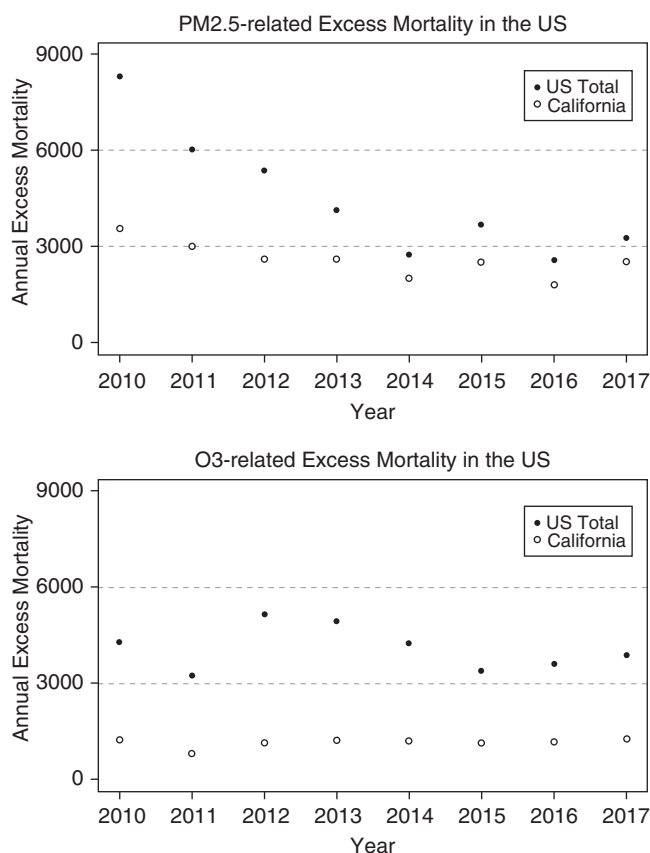 PM2.5-related Excess Mortality in the US
9000
6000
3000
0
Annual Excess Mortality
US Total
California
2010 2011 2012 2013 2014 2015 2016 2017
Year
O3-related Excess Mortality in the US
9000
6000
3000
0
Annual Excess Mortality
US Total
California
2010 2011 2012 2013 2014 2015 2016 2017
Year